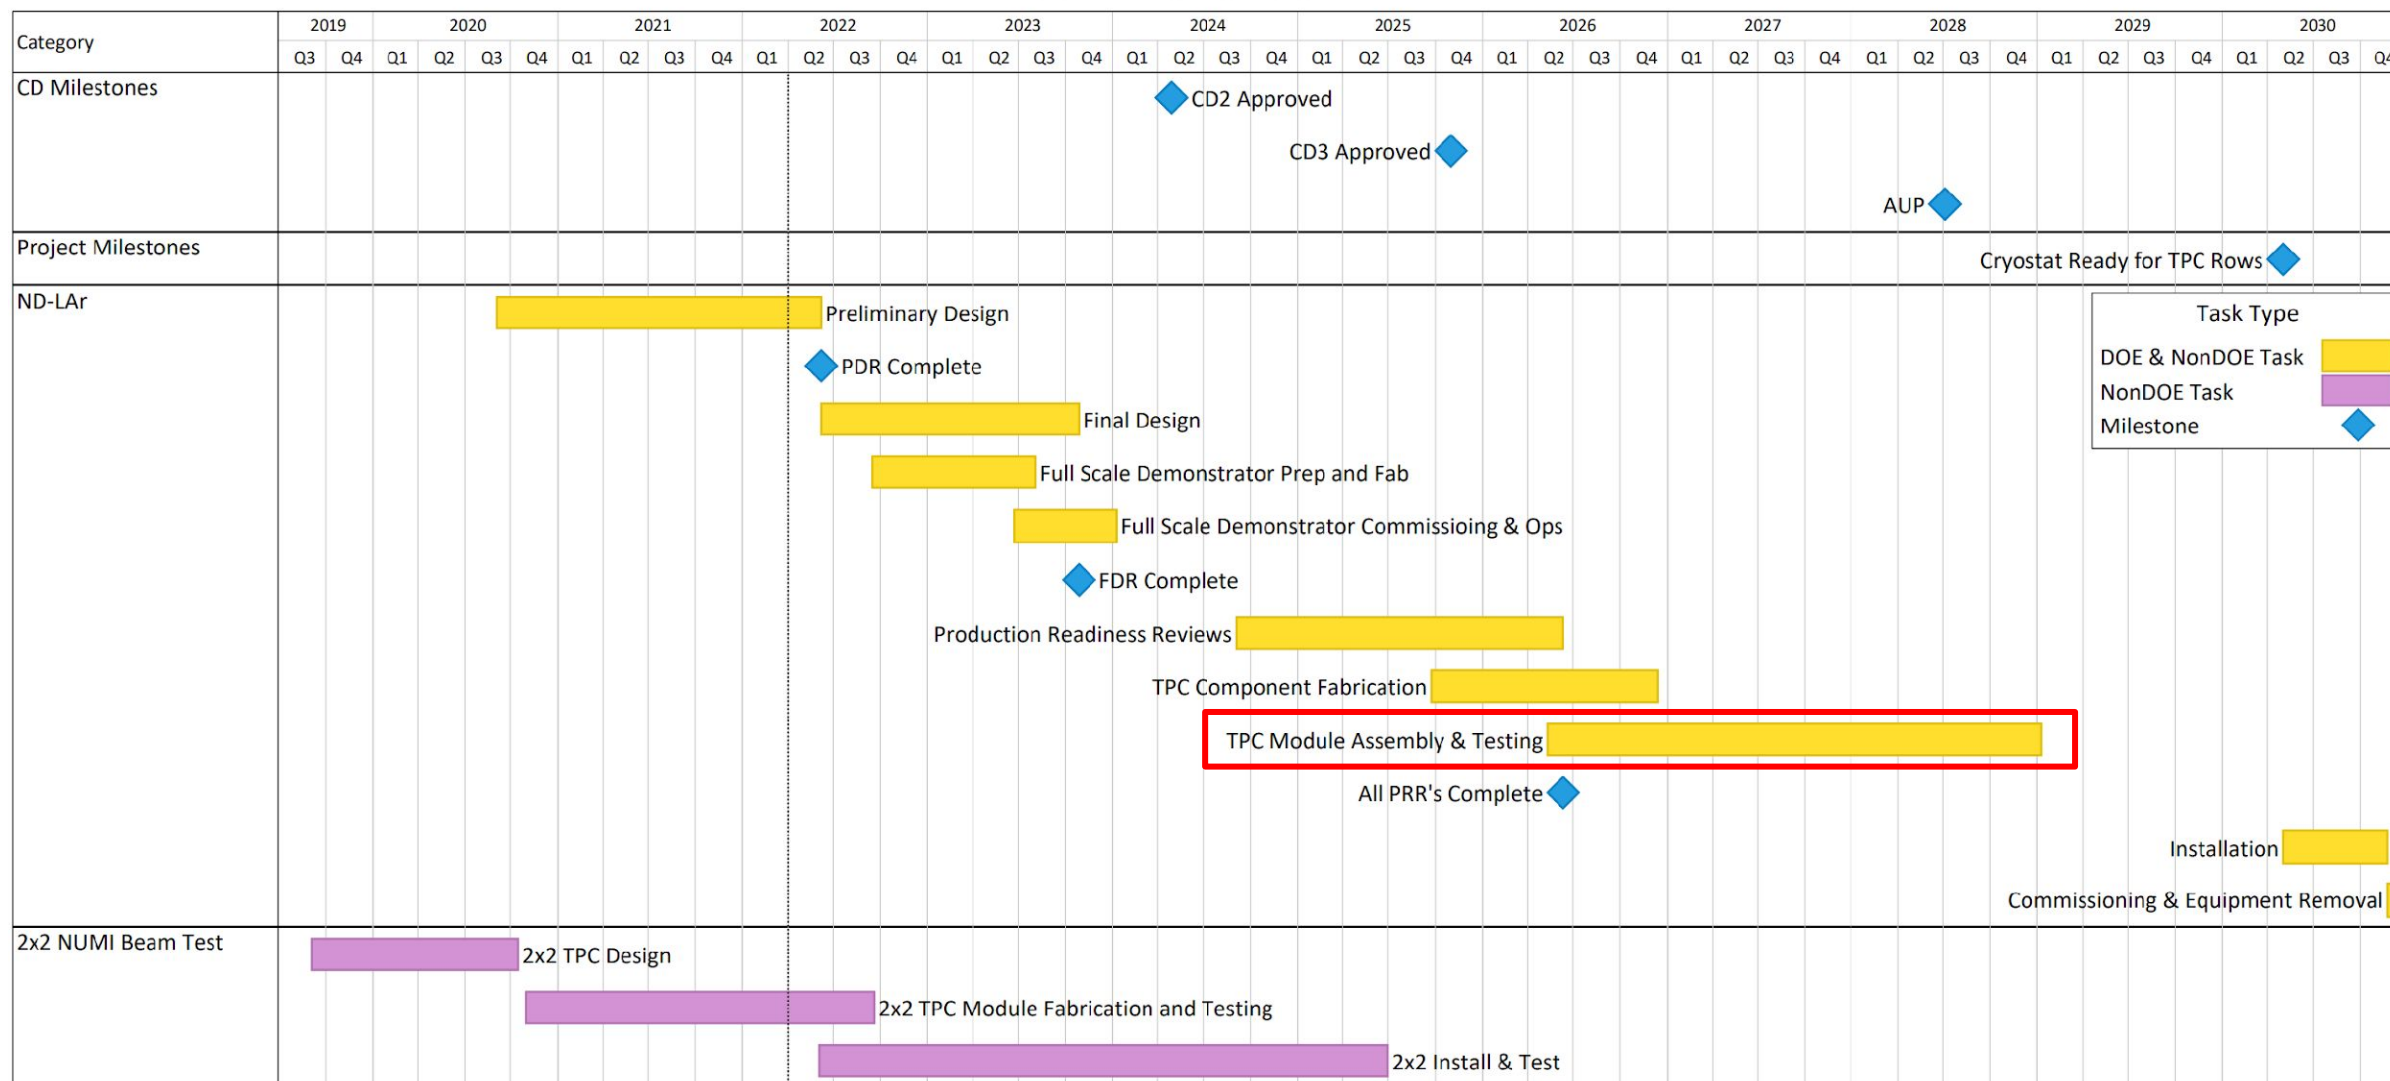 Category
2019 2020 2021 2022 2023 2024 2025 2026 2027 2028 2029 2030
Q3 Q4 Q1 Q2 Q3 Q4 Q1 Q2 Q3 Q4 Q1 Q2 Q3 Q4 Q1 Q2 Q3 Q4 Q1 Q2 Q3 Q4 Q1 Q2 Q3 Q4 Q1 Q2 Q3 Q4 Q1 Q2 Q3 Q4 Q1 Q2 Q3 Q4 Q1 Q2 Q3 Q4 Q1 Q2 Q3 Q4
CD Milestones
CD2 Approved
CD3 Approved
AUP
Project Milestones
Cryostat Ready for TPC Rows
ND-LAr
Preliminary Design
PDR Complete
Final Design
Full Scale Demonstrator Prep and Fab
Full Scale Demonstrator Commissioing & Ops
FDR Complete
Production Readiness Reviews
TPC Component Fabrication
TPC Module Assembly & Testing
All PRR's Complete
Installation
Commissioning & Equipment Removal
Task Type
DOE & NonDOE Task
NonDOE Task
Milestone
2x2 NUMI Beam Test
2x2 TPC Design
2x2 TPC Module Fabrication and Testing
2x2 Install & Test